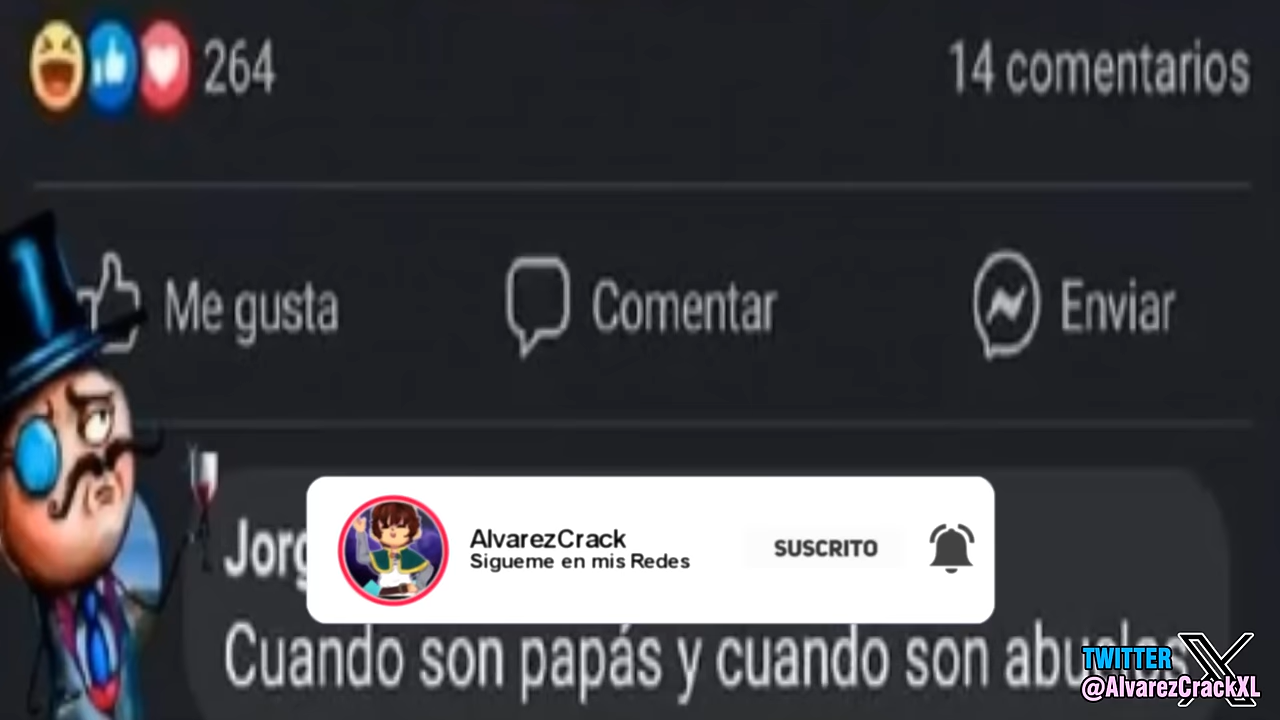 264
14 comentarios
Me gusta
Comentar
Enviar
AlvarezCrack
Sigueme en mis Redes
SUSCRITO
Cuando son papás y cuando son
TWITTER
@AlvarezCrackXL